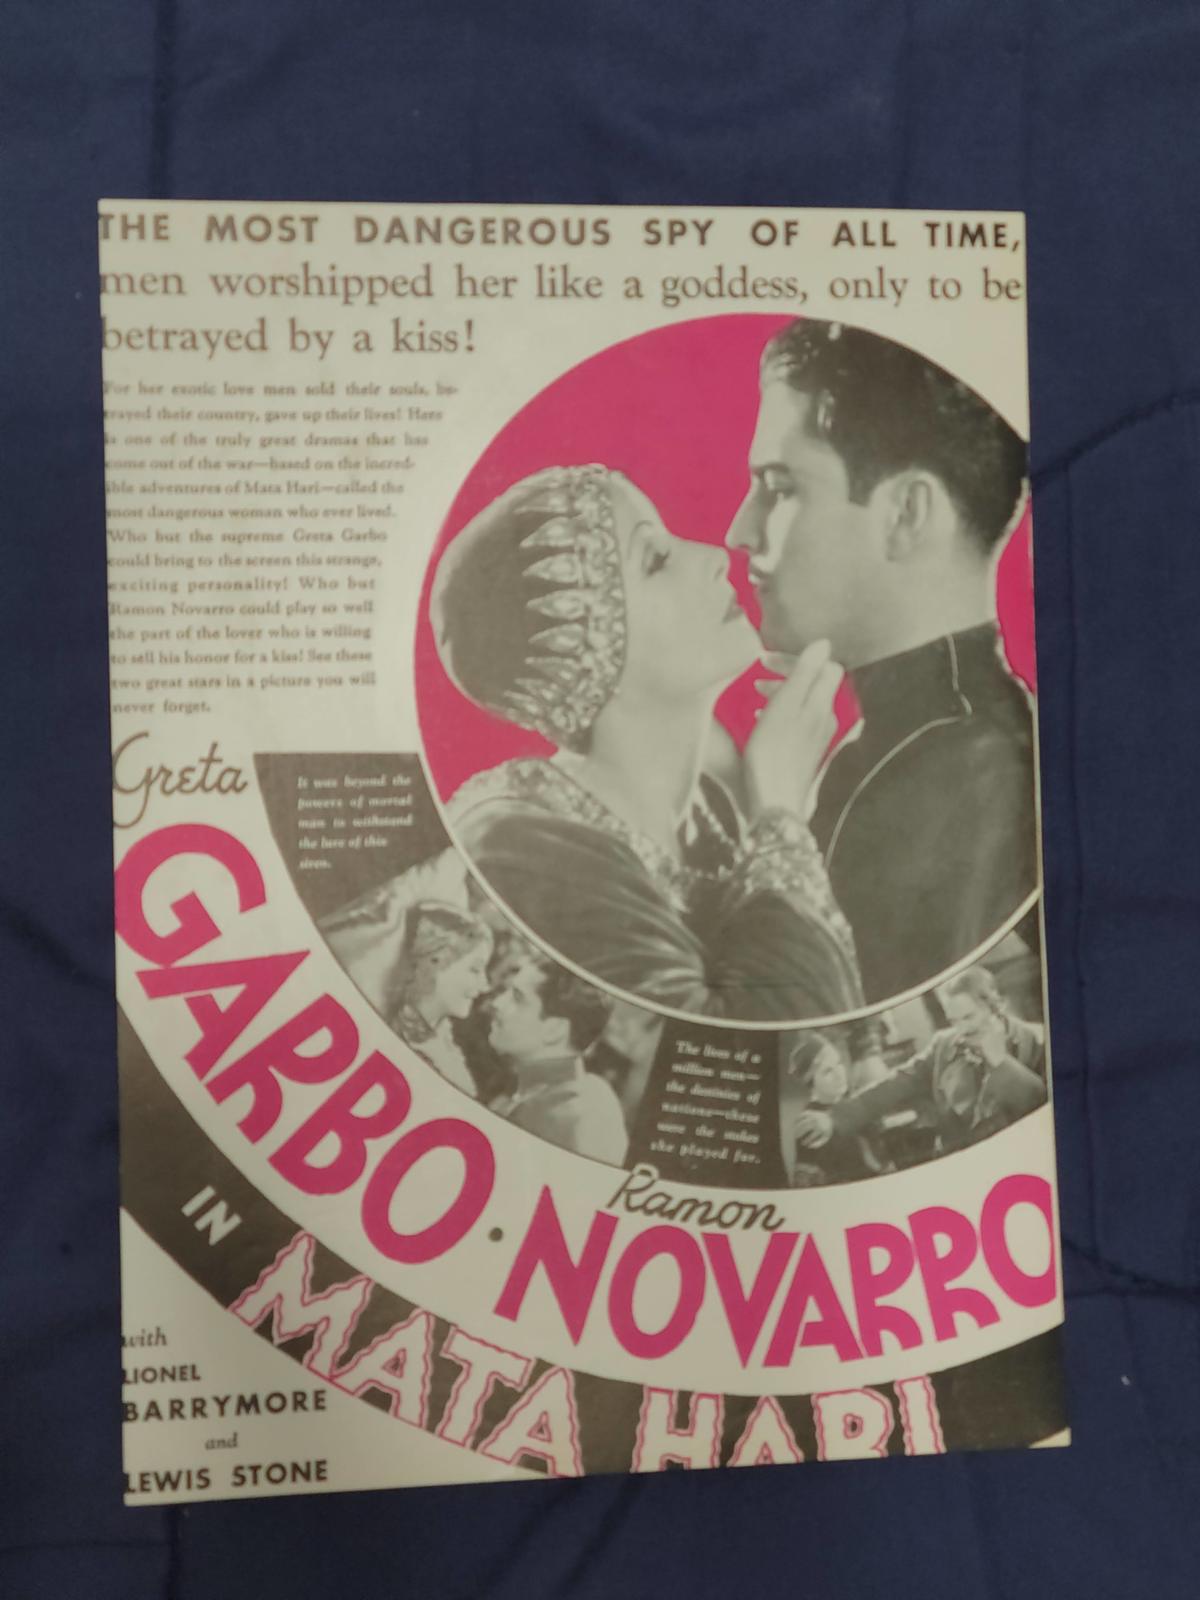 THE MOST DANGEROUS SPY OF ALL TIME,
men worshipped her like a goddess, only to be
betrayed by a kiss!
For her exotic love men sold their souls, be-
trayed their country, gave up their lives! Here
is one of the truly great dramas that has
come out of the war—based on the incred-
ible adventures of Mata Hari—called the
most dangerous woman who ever lived.
Who but the supreme Greta Garbo
could bring to the screen this strange,
exciting personality! Who but
Ramon Novarro could play so well
the part of the lover who is willing
to sell his honor for a kiss! See these
two great stars in a picture you will
never forget.
It was beyond the
powers of mortal
man to withstand
the lure of this
siren.
The lives of a
million men—
the destinies of
nations—these
were the stakes
she played for.
Greta
GARBO · Ramon
NOVARRO
IN
MATA HARI
with
LIONEL
BARRYMORE
and
LEWIS STONE